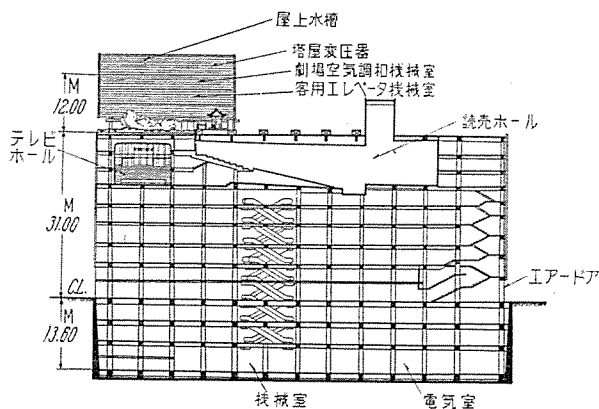 屋上水槽
塔屋変圧器
劇場空気調和機械室
客用エレベータ機械室
M
12.00
テレビ
ホール
読売ホール
M
31.00
エアードア
G.L.
M
13.60
機械室
電気室